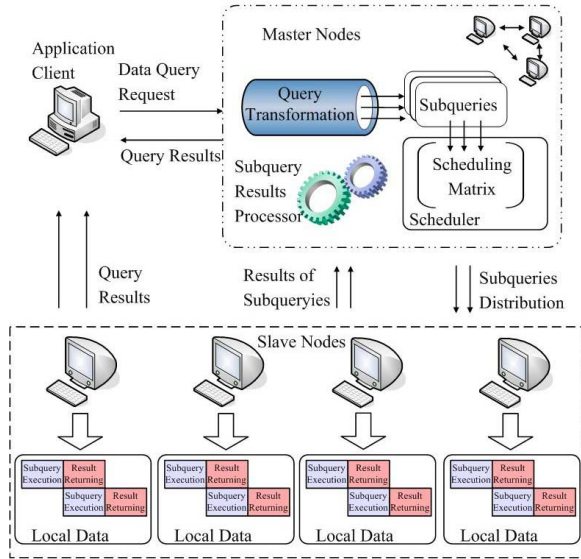 Application
Client
Data Query
Request
Query Results
Master Nodes
Query
Transformation
Subqueries
Scheduling
Matrix
Scheduler
Subquery
Results
Processor
Query
Results
Results of
Subqueryies
Subqueries
Distribution
Slave Nodes
Subquery
Execution
Result
Returning
Subquery
Execution
Result
Returning
Local Data
Subquery
Execution
Result
Returning
Subquery
Execution
Result
Returning
Local Data
Subquery
Execution
Result
Returning
Subquery
Execution
Result
Returning
Local Data
Subquery
Execution
Result
Returning
Subquery
Execution
Result
Returning
Local Data